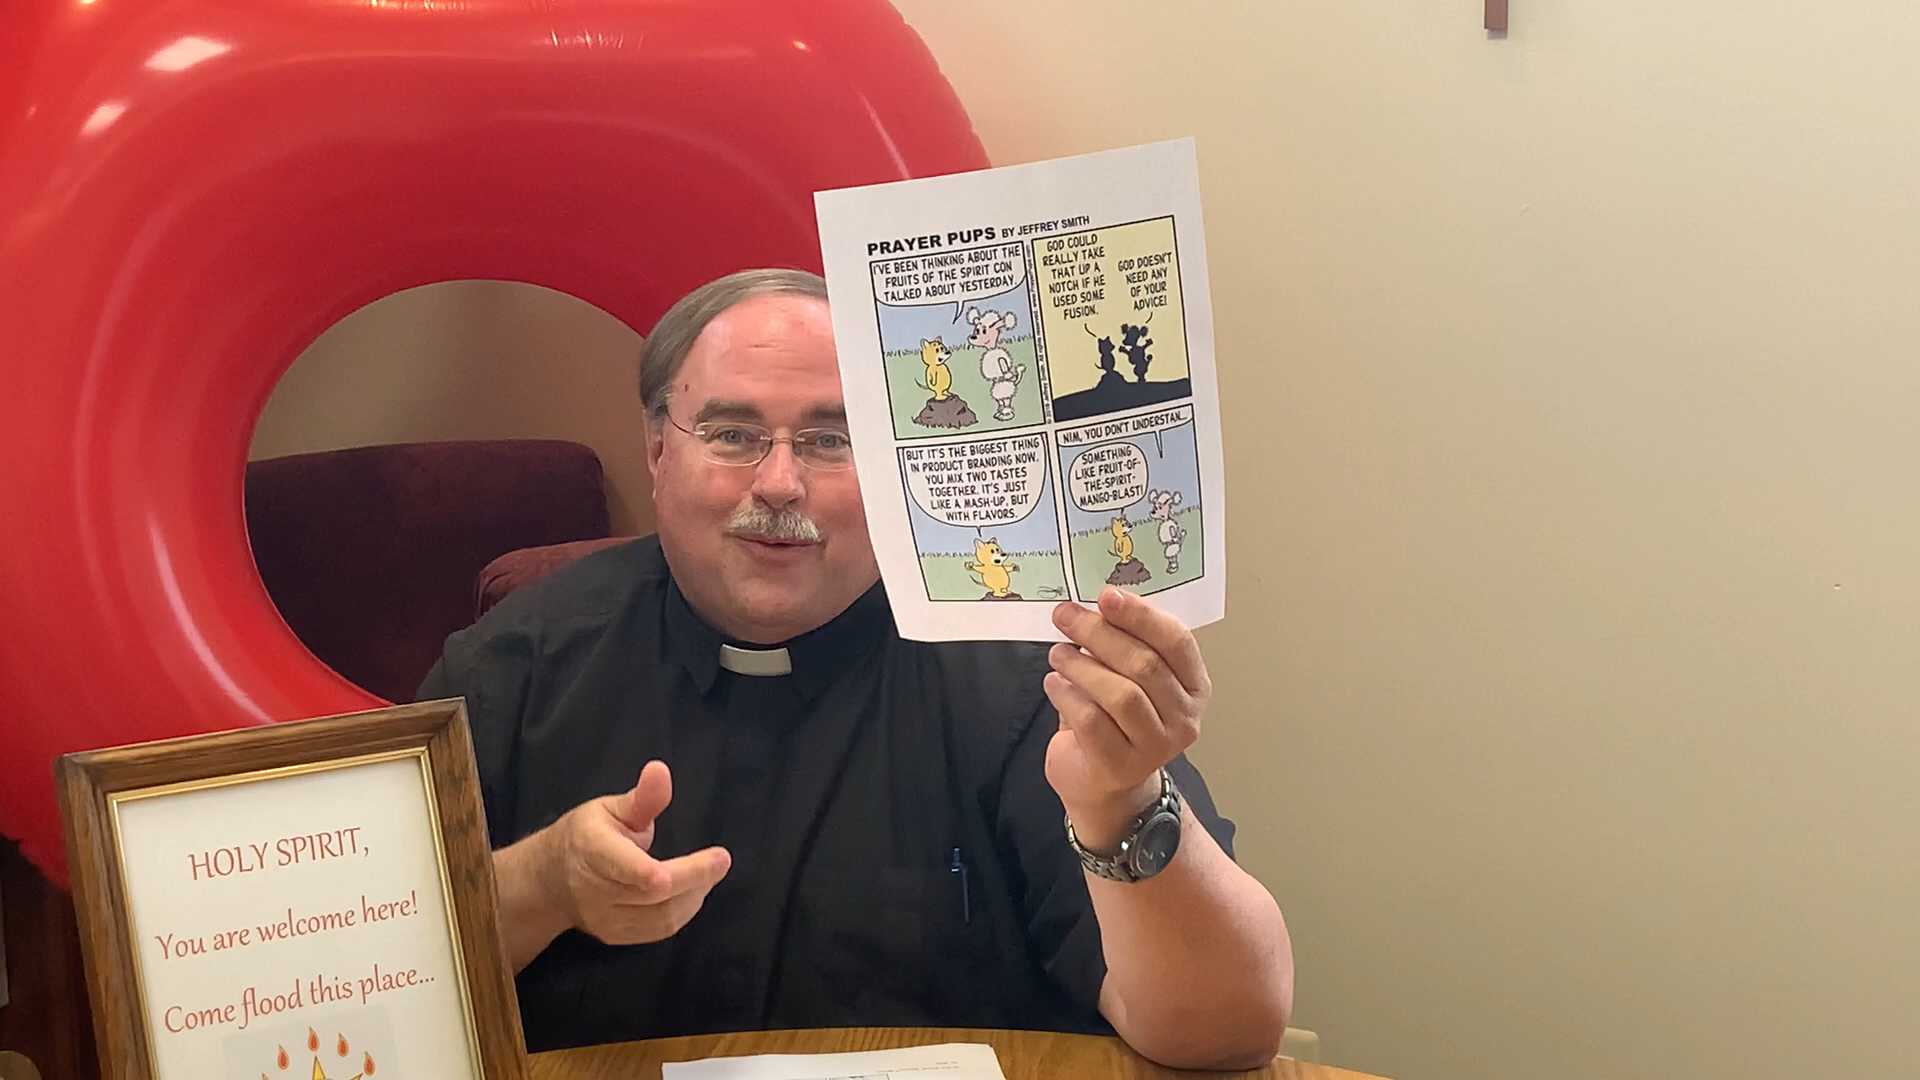 PRAYER PUPS BY JEFFREY SMITH
I'VE BEEN THINKING ABOUT THE
FRUITS OF THE SPIRIT CON
TALKED ABOUT YESTERDAY.
GOD COULD
REALLY TAKE
THAT UP A
NOTCH IF HE
USED SOME
FUSION.
GOD DOESN'T
NEED ANY
OF YOUR
ADVICE!
BUT IT'S THE BIGGEST THING
IN PRODUCT BRANDING NOW.
YOU MIX TWO TASTES
TOGETHER. IT'S JUST
LIKE A MASH-UP, BUT
WITH FLAVORS.
NIM, YOU DON'T UNDERSTAN...
SOMETHING
LIKE FRUIT-OF-
THE-SPIRIT-
MANGO-BLAST!
HOLY SPIRIT,
You are welcome here!
Come flood this place...